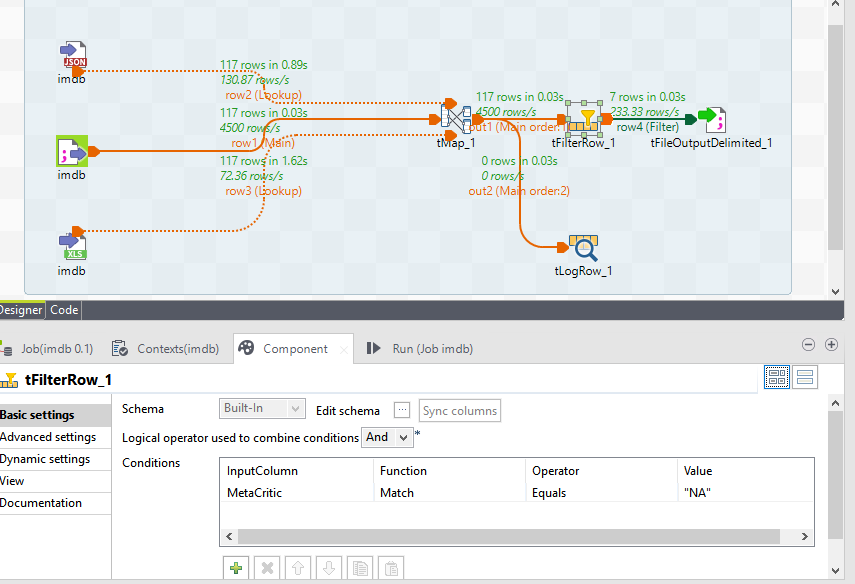 JSON
imdb
117 rows in 0.89s
130.87 rows/s
row2 (Lookup)
117 rows in 0.03s
4500 rows/s
row1 (Main)
imdb
117 rows in 1.62s
72.36 rows/s
row3 (Lookup)
XLS
imdb
tMap_1
117 rows in 0.03s
4500 rows/s
out1 (Main order:1)
0 rows in 0.03s
0 rows/s
out2 (Main order:2)
tFilterRow_1
7 rows in 0.03s
233.33 rows/s
row4 (Filter)
tFileOutputDelimited_1
tLogRow_1
Designer Code
Job(imdb 0.1) Contexts(imdb) Component Run (Job imdb)
tFilterRow_1
Basic settings
Advanced settings
Dynamic settings
View
Documentation
Schema Built-In Edit schema ... Sync columns
Logical operator used to combine conditions And *
Conditions
InputColumn Function Operator Value
MetaCritic Match Equals "NA"